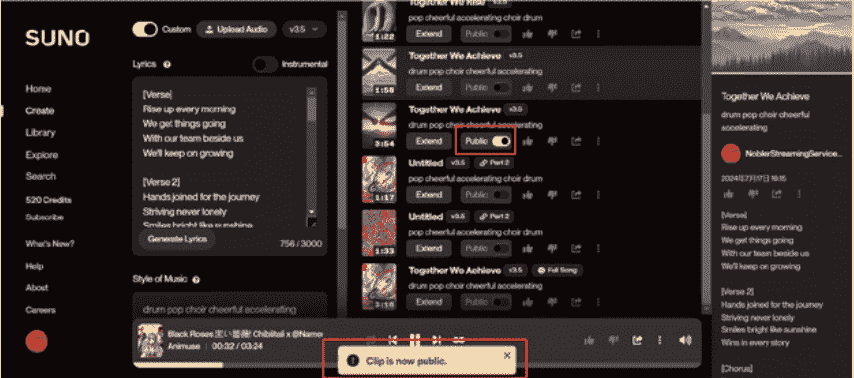 SUNO
Home
Create
Library
Explore
Search
520 Credits
Subscribe
What's New?
Help
About
Careers
Custom
Upload Audio
v3.5
Lyrics
Instrumental
[Verse]
Rise up every morning
We get things going
With our team beside us
We'll keep on growing
[Verse 2]
Hands joined for the journey
Striving never lonely
Smiles bright like sunshine
Generate Lyrics
756 / 3000
Style of Music
drum pop choir cheerful accelerating
Together We Rise
pop cheerful accelerating choir drum
1:22
Extend
Public
Together We Achieve v3.5
drum pop choir cheerful accelerating
Extend
Public
Together We Achieve v3.5
drum pop choir cheerful accelerating
3:54
Extend
Public
Untitled v3.5 Part 2
pop cheerful accelerating choir drum
1:17
Extend
Public
Untitled v3.5 Part 2
pop cheerful accelerating choir drum
1:33
Extend
Public
Together We Achieve v3.5 Full Song
drum pop choir cheerful accelerating
Extend
Public
Together We Achieve
drum pop choir cheerful
accelerating
NoblerStreamingService...
[Verse]
Rise up every morning
We get things going
With our team beside us
We'll keep on growing
[Verse 2]
Hands joined for the journey
Striving never lonely
Smiles bright like sunshine
Wins in every story
[Chorus]
Black Roses
Chibiitaii x @Name
Animuse
00:32 / 03:24
Clip is now public.